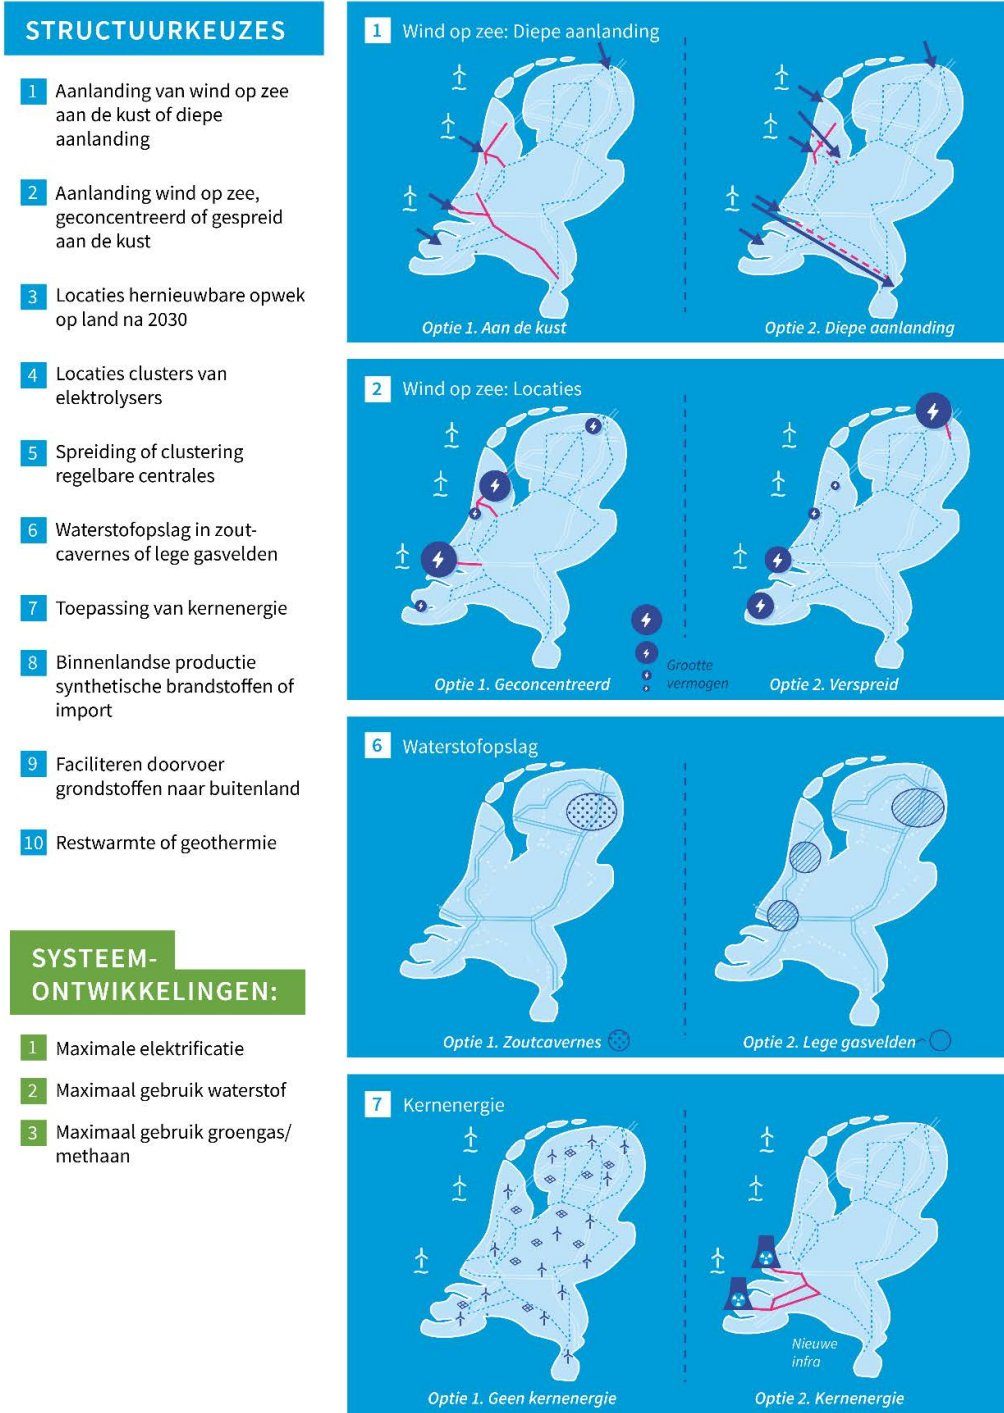 STRUCTUURKEUZES
1 Aanlanding van wind op zee
aan de kust of diepe
aanlanding
2 Aanlanding wind op zee,
geconcentreerd of gespreid
aan de kust
3 Locaties hernieuwbare opwek
op land na 2030
4 Locaties clusters van
elektrolysers
5 Spreiding of clustering
regelbare centrales
6 Waterstofopslag in zout-
cavernes of lege gasvelden
7 Toepassing van kernenergie
8 Binnenlandse productie
synthetische brandstoffen of
import
9 Faciliteren doorvoer
grondstoffen naar buitenland
10 Restwarmte of geothermie
SYSTEEM-
ONTWIKKELINGEN:
1 Maximale elektrificatie
2 Maximaal gebruik waterstof
3 Maximaal gebruik groengas/
methaan
1 Wind op zee: Diepe aanlanding
Optie 1. Aan de kust
Optie 2. Diepe aanlanding
2 Wind op zee: Locaties
Grootte
vermogen
Optie 1. Geconcentreerd
Optie 2. Verspreid
6 Waterstofopslag
Optie 1. Zoutcavernes
Optie 2. Lege gasvelden
7 Kernenergie
Nieuwe
infra
Optie 1. Geen kernenergie
Optie 2. Kernenergie